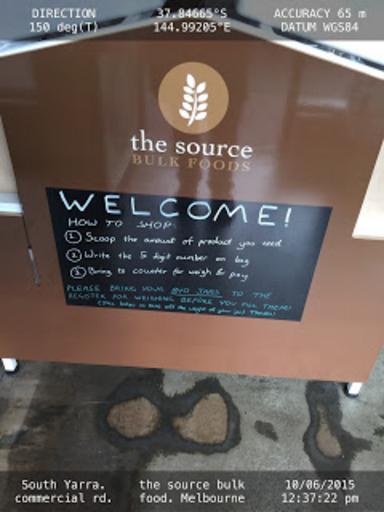 DIRECTION 37.84665°S ACCURACY 65 m
150 deg(T) 144.99205°E DATUM WGS84
the source
BULK FOODS
WELCOME!
HOW TO SHOP:
1 Scoop the amount of product you need
2 Write the 5 digit number on bag
3 Bring to counter for weigh & pay
PLEASE BRING YOUR OWN JARS TO THE
REGISTER FOR WEIGHING BEFORE YOU FILL THEM!
South Yarra. the source bulk 10/06/2015
commercial rd. food. Melbourne 12:37:22 pm